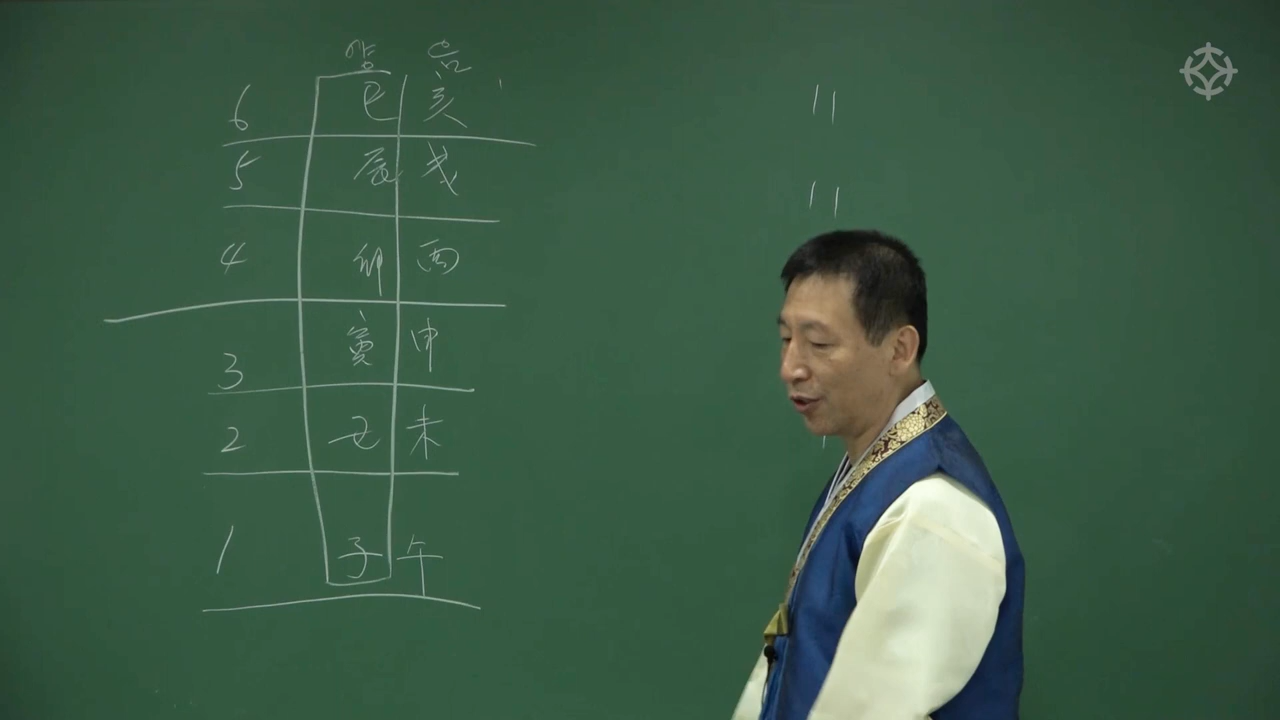 양 음
6 巳 亥
5 辰 戌
4 卯 酉
3 寅 申
2 丑 未
1 子 午